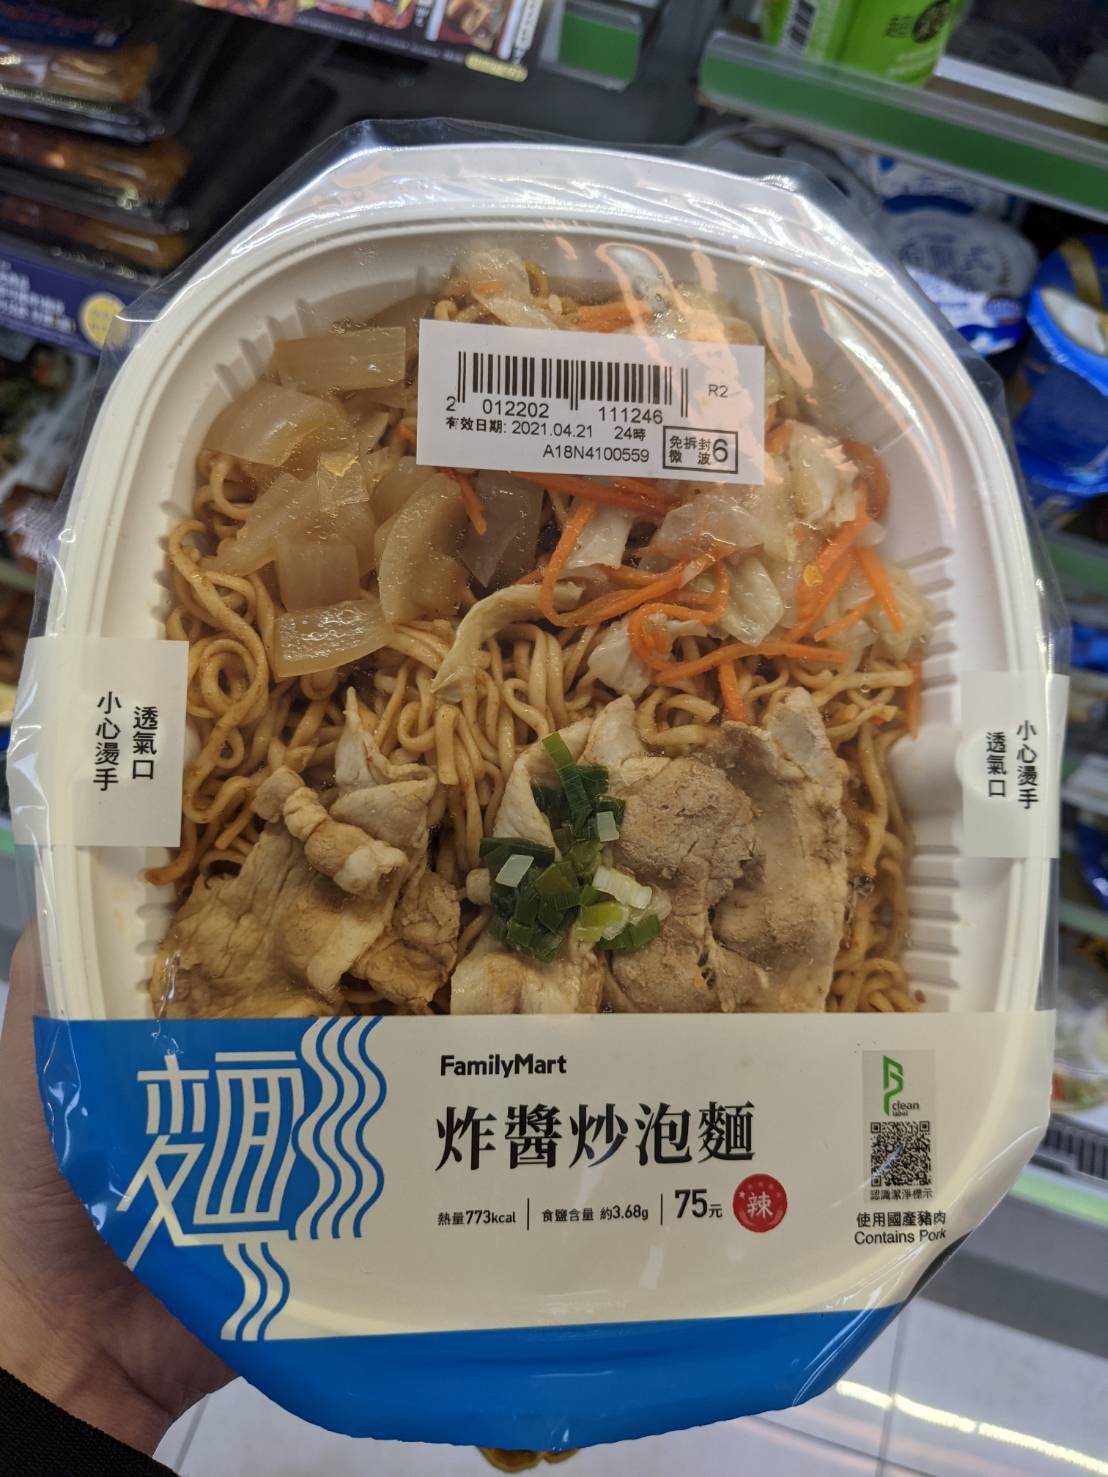 R2
2 012202 111246
有效日期: 2021.04.21 24時
A18N4100559
免拆封
微波6
透氣口
小心燙手
小心燙手
透氣口
麵
FamilyMart
炸醬炒泡麵
熱量773kcal
食鹽含量 約3.68g
75元
辣
clean
label
認識潔淨標示
使用國產豬肉
Contains Pork